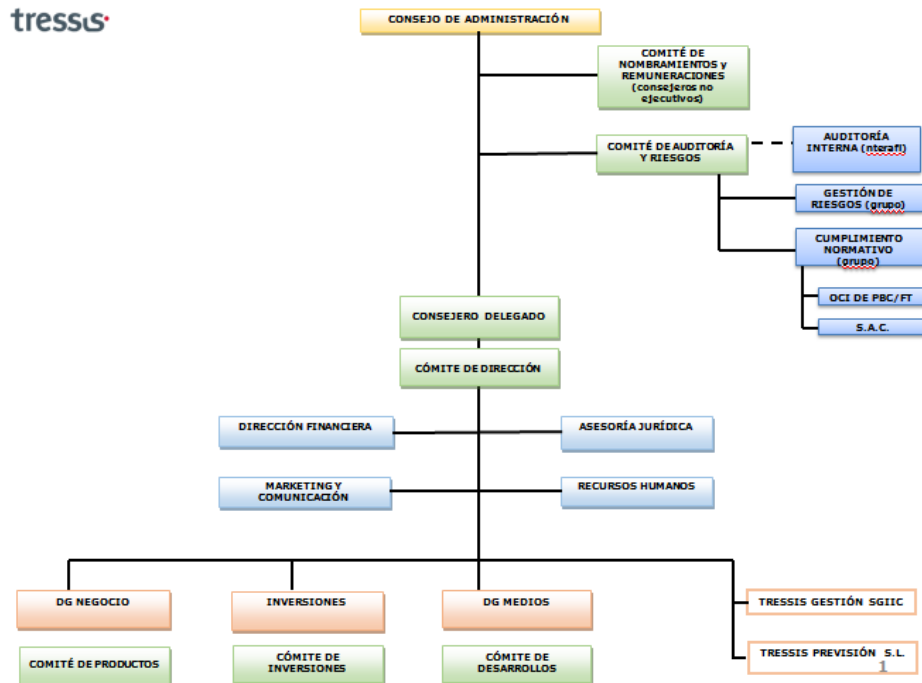 tressis
CONSEJO DE ADMINISTRACIÓN
COMITÉ DE
NOMBRAMIENTOS y
REMUNERACIONES
(consejeros no
ejecutivos)
COMITÉ DE AUDITORÍA
Y RIESGOS
AUDITORÍA
INTERNA (nterafi)
GESTIÓN DE
RIESGOS (grupo)
CUMPLIMIENTO
NORMATIVO
(grupo)
OCI DE PBC/FT
S.A.C.
CONSEJERO DELEGADO
CÓMITE DE DIRECCIÓN
DIRECCIÓN FINANCIERA
ASESORÍA JURÍDICA
MARKETING Y
COMUNICACIÓN
RECURSOS HUMANOS
DG NEGOCIO
INVERSIONES
DG MEDIOS
TRESSIS GESTIÓN SGIIC
COMITÉ DE PRODUCTOS
CÓMITE DE
INVERSIONES
CÓMITE DE
DESARROLLOS
TRESSIS PREVISIÓN S.L.
1